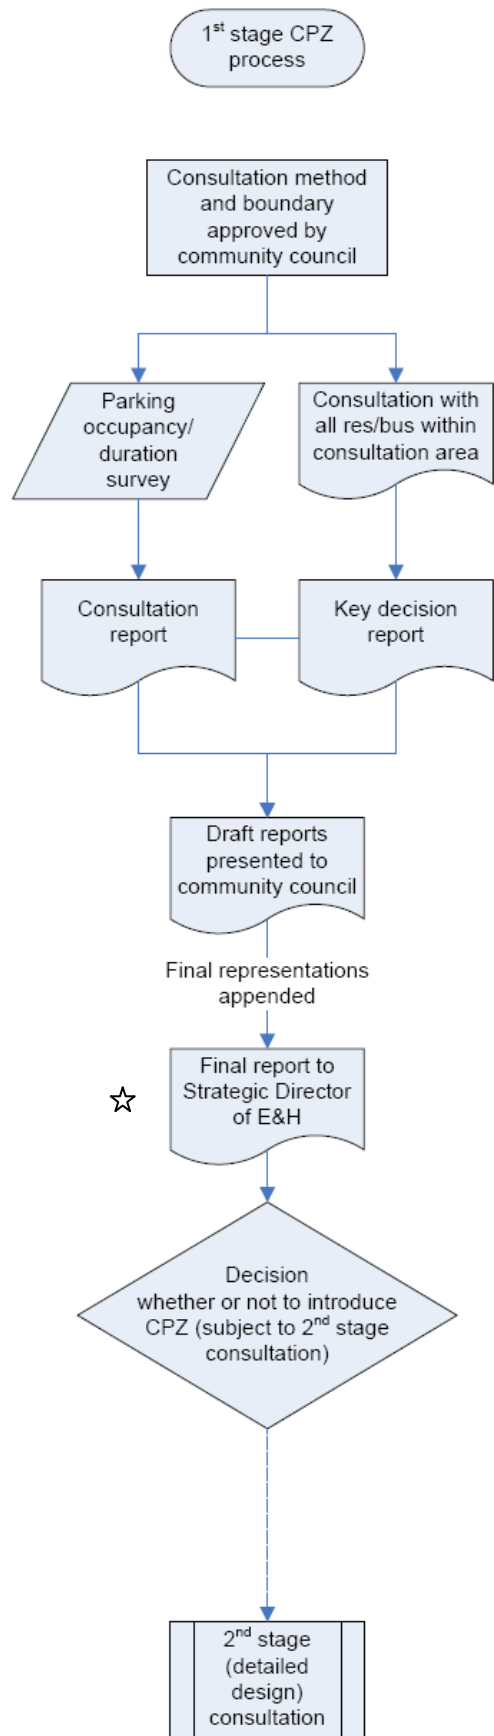 1st stage CPZ
process
Consultation method
and boundary
approved by
community council
Parking
occupancy/
duration
survey
Consultation with
all res/bus within
consultation area
Consultation
report
Key decision
report
Draft reports
presented to
community council
Final representations
appended
Final report to
Strategic Director
of E&H
Decision
whether or not to introduce
CPZ (subject to 2nd stage
consultation)
2nd stage
(detailed
design)
consultation